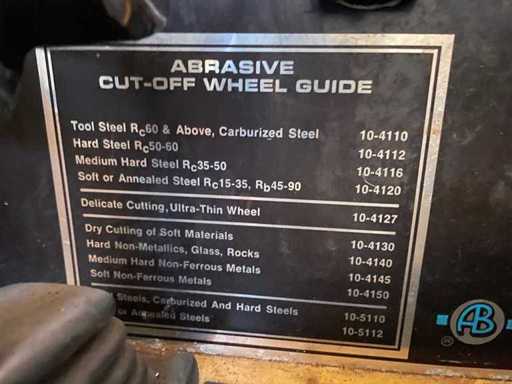 ABRASIVE
CUT-OFF WHEEL GUIDE
Tool Steel Rc60 & Above, Carburized Steel 10-4110
Hard Steel Rc50-60 10-4112
Medium Hard Steel Rc35-50 10-4116
Soft or Annealed Steel Rc15-35, Rb45-90 10-4120
Delicate Cutting, Ultra-Thin Wheel 10-4127
Dry Cutting of Soft Materials 10-4130
Hard Non-Metallics, Glass, Rocks 10-4140
Medium Hard Non-Ferrous Metals 10-4145
Soft Non-Ferrous Metals 10-4150
Steels, Carburized And Hard Steels 10-5110
or Annealed Steels 10-5112
AB
®